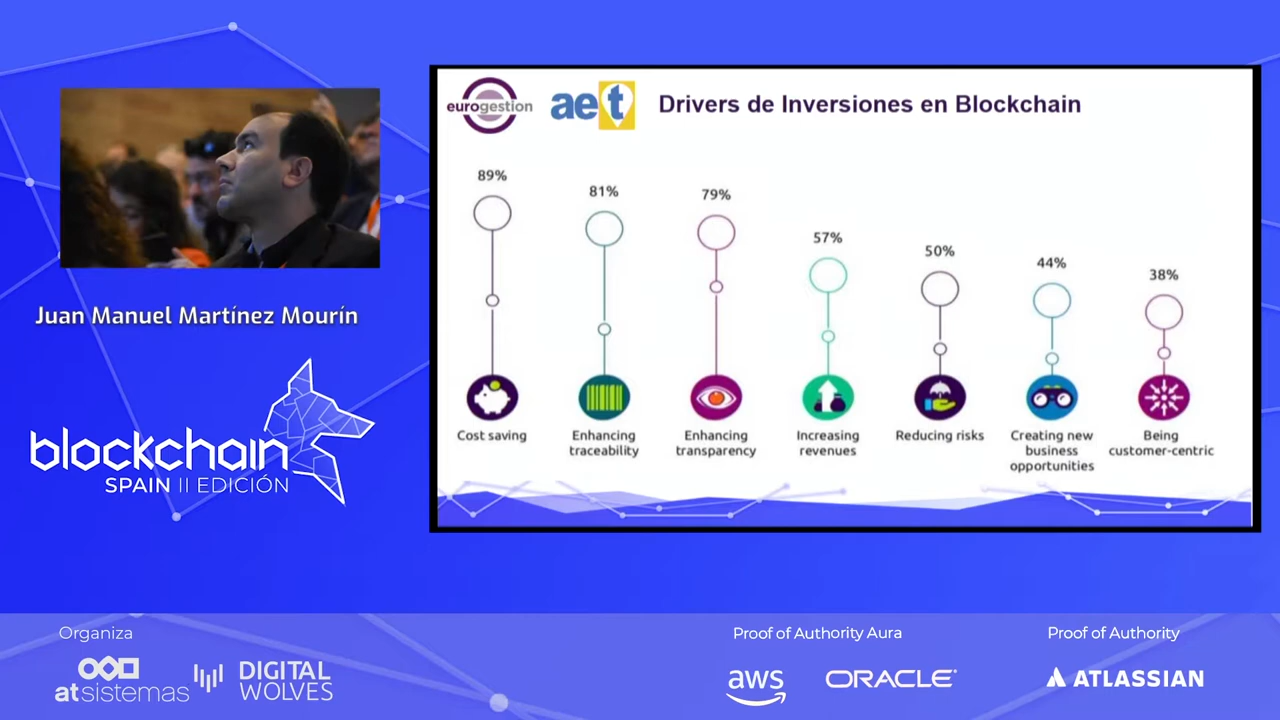 Juan Manuel Martínez Mourín
blockchain
SPAIN II EDICIÓN
eurogestion
aet
Drivers de Inversiones en Blockchain
89%
81%
79%
57%
50%
44%
38%
Cost saving
Enhancing
traceability
Enhancing
transparency
Increasing
revenues
Reducing risks
Creating new
business
opportunities
Being
customer-centric
Organiza
atsistemas
DIGITAL
WOLVES
Proof of Authority Aura
aws
ORACLE
Proof of Authority
ATLASSIAN